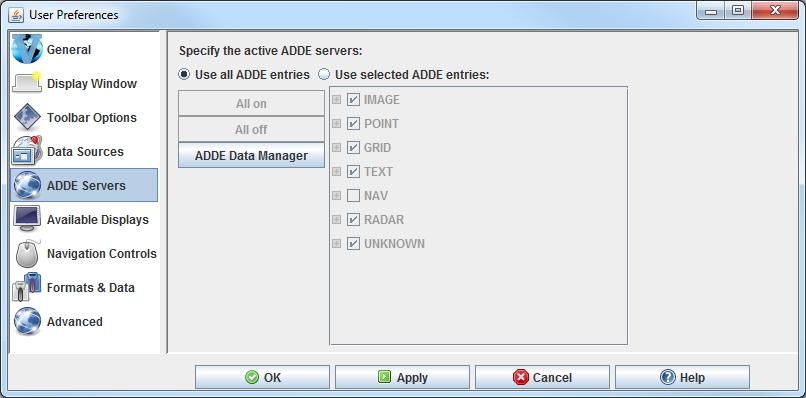 User Preferences
General
Display Window
Toolbar Options
Data Sources
ADDE Servers
Available Displays
Navigation Controls
Formats & Data
Advanced
Specify the active ADDE servers:
Use all ADDE entries Use selected ADDE entries:
All on
All off
ADDE Data Manager
IMAGE
POINT
GRID
TEXT
NAV
RADAR
UNKNOWN
OK Apply Cancel Help